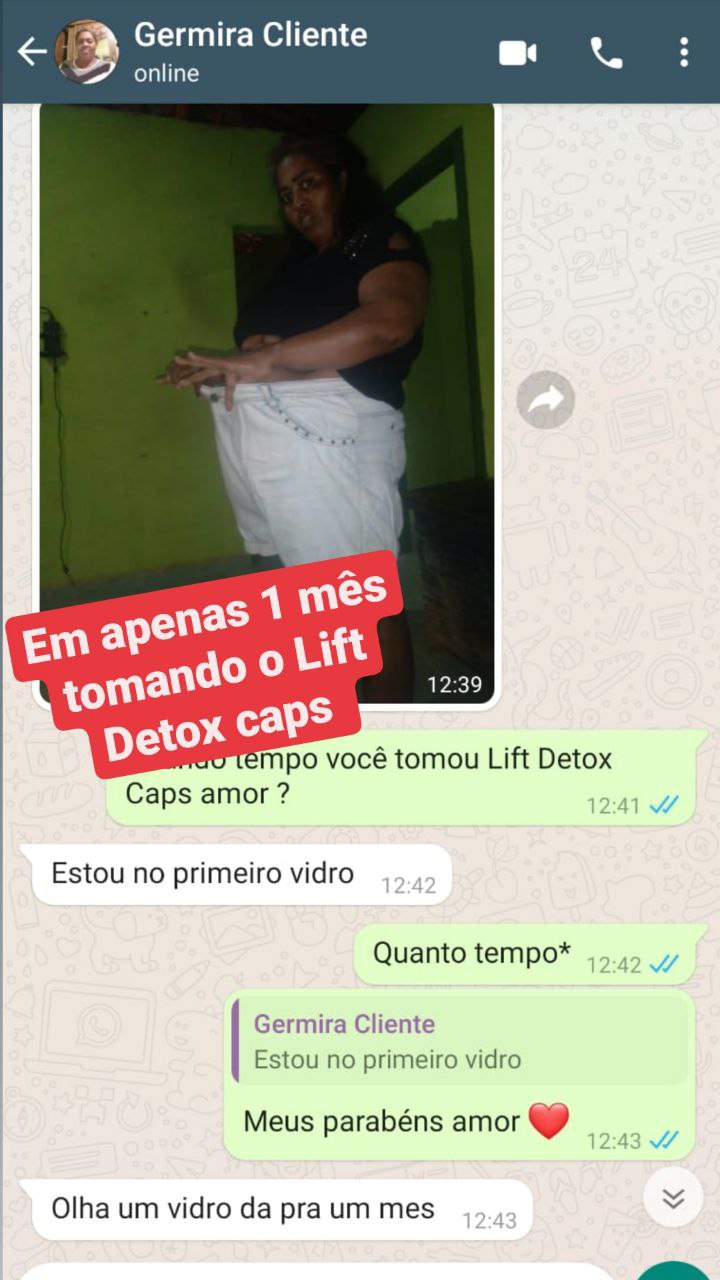 Germira Cliente
online
12:39
Em apenas 1 mês
tomando o Lift
Detox caps
tempo você tomou Lift Detox
Caps amor ?
12:41
Estou no primeiro vidro
12:42
Quanto tempo*
12:42
Germira Cliente
Estou no primeiro vidro
Meus parabéns amor ❤️
12:43
Olha um vidro da pra um mes
12:43